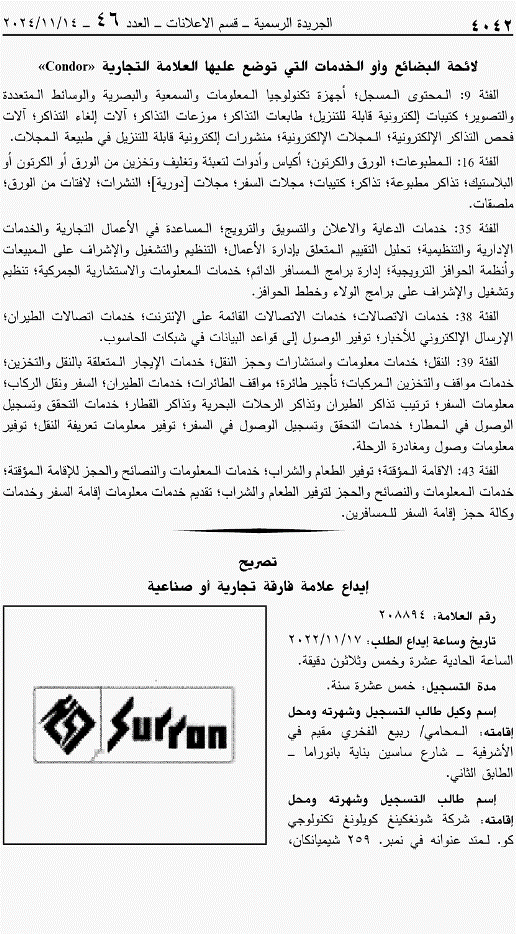 ٤٠٤٢
الجريدة الرسمية – قسم الاعلانات – العدد ٤٦ – ٢٠٢٤/١١/١٤
لائحة البضائع و/أو الخدمات التي توضع عليها العلامة التجارية «Condor»
الفئة 9: المحتوى المسجل؛ أجهزة تكنولوجيا المعلومات والسمعية والبصرية والوسائط المتعددة
والتصوير؛ كتيبات إلكترونية قابلة للتنزيل؛ طابعات التذاكر؛ موزعات التذاكر؛ آلات إلغاء التذاكر؛ آلات
فحص التذاكر الإلكترونية؛ المجلات الإلكترونية؛ منشورات إلكترونية قابلة للتنزيل في طبيعة المجلات.
الفئة 16: المطبوعات؛ الورق والكرتون؛ أكياس وأدوات لتعبئة وتغليف وتخزين من الورق أو الكرتون أو
البلاستيك؛ تذاكر مطبوعة؛ تذاكر؛ كتيبات؛ مجلات السفر؛ مجلات [دورية]؛ النشرات؛ لافتات من الورق؛
ملصقات.
الفئة 35: خدمات الدعاية والاعلان والتسويق والترويج؛ المساعدة في الأعمال التجارية والخدمات
الإدارية والتنظيمية؛ تحليل التقييم المتعلق بإدارة الأعمال؛ التنظيم والتشغيل والإشراف على المبيعات
وأنظمة الحوافز الترويجية؛ إدارة برامج المسافر الدائم؛ خدمات المعلومات والاستشارية الجمركية؛ تنظيم
وتشغيل والإشراف على برامج الولاء وخطط الحوافز.
الفئة 38: خدمات الاتصالات؛ خدمات الاتصالات القائمة على الإنترنت؛ خدمات اتصالات الطيران؛
الإرسال الإلكتروني للأخبار؛ توفير الوصول إلى قواعد البيانات في شبكات الحاسوب.
الفئة 39: النقل؛ خدمات معلومات واستشارات وحجز النقل؛ خدمات الإيجار المتعلقة بالنقل والتخزين؛
خدمات مواقف والتخزين المركبات؛ تأجير طائرة؛ مواقف الطائرات؛ خدمات الطيران؛ السفر ونقل الركاب؛
معلومات السفر؛ ترتيب تذاكر الطيران وتذاكر الرحلات البحرية وتذاكر القطار؛ خدمات التحقق وتسجيل
الوصول في المطار؛ خدمات التحقق وتسجيل الوصول في السفر؛ توفير معلومات تعريفة النقل؛ توفير
معلومات وصول ومغادرة الرحلة.
الفئة 43: الاقامة المؤقتة؛ توفير الطعام والشراب؛ خدمات المعلومات والنصائح والحجز للإقامة المؤقتة؛
خدمات المعلومات والنصائح والحجز لتوفير الطعام والشراب؛ تقديم خدمات معلومات إقامة السفر وخدمات
وكالة حجز إقامة السفر للمسافرين.
تصريح
إيداع علامة فارقة تجارية أو صناعية
رقم العلامة: ٢٠٨٨٩٤
تاريخ وساعة إيداع الطلب: ٢٠٢٢/١١/١٧
الساعة الحادية عشرة وخمس وثلاثون دقيقة.
مدة التسجيل: خمس عشرة سنة.
إسم وكيل طالب التسجيل وشهرته ومحل
إقامته: المحامي/ ربيع الفخري مقيم في
الأشرفية – شارع ساسين بناية بانوراما –
الطابق الثاني.
إسم طالب التسجيل وشهرته ومحل
إقامته: شركة شونغكينغ كويلونغ تكنولوجي
كو. لـمتد عنوانه في نمبر. ٢٥٩ شيميانكان،
Surron